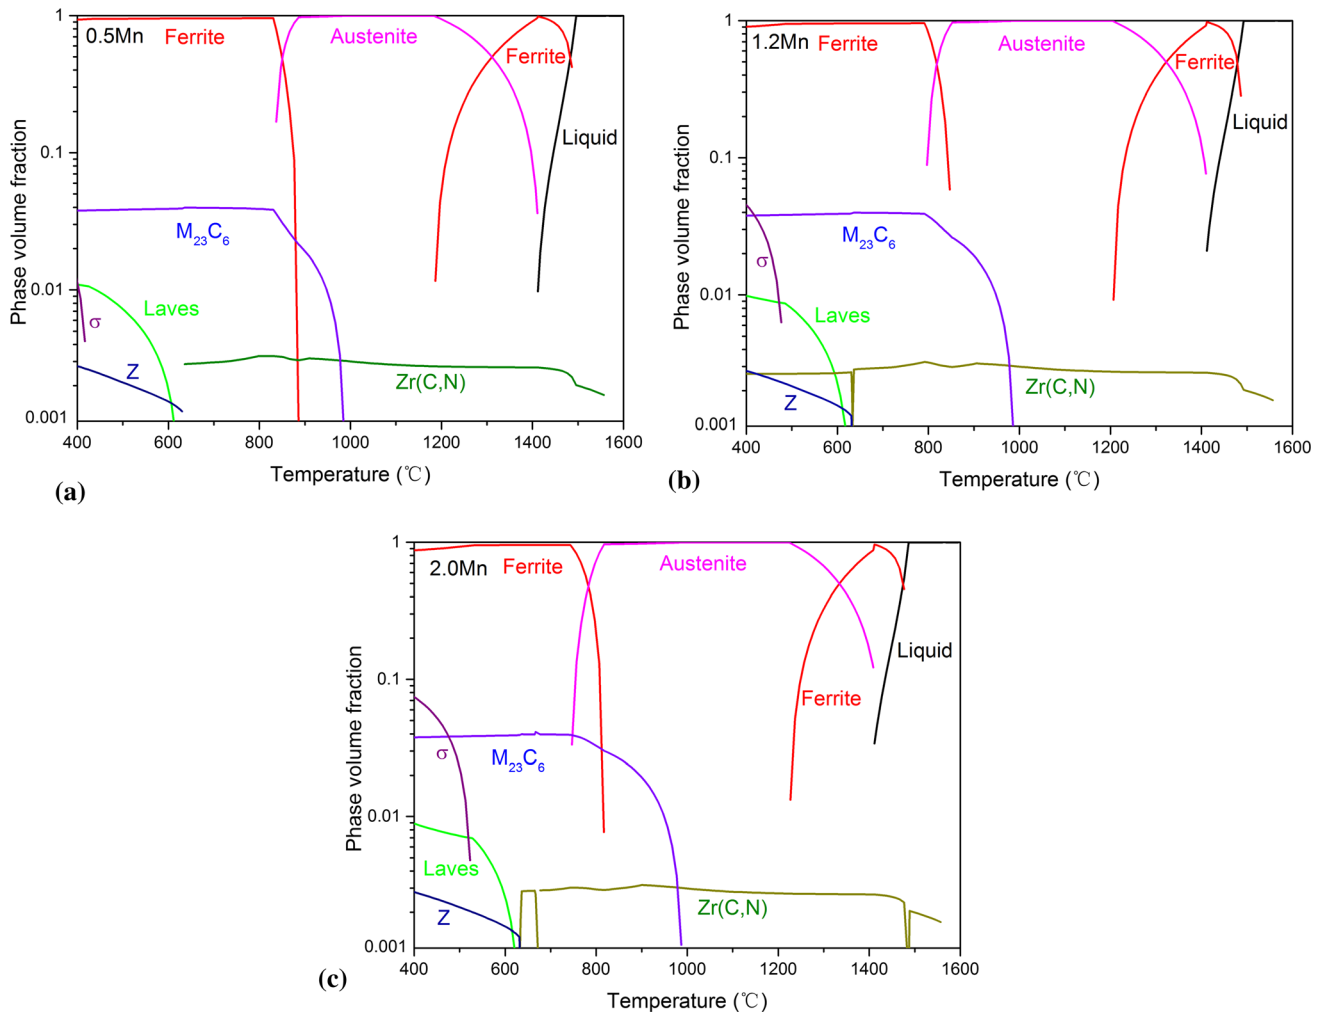 1
0.5Mn
Ferrite
Austenite
Ferrite
Liquid
0.1
M23C6
0.01
Laves
σ
Z
Zr(C,N)
0.001
400 600 800 1000 1200 1400 1600
Phase volume fraction
Temperature (℃)
(a)
1
1.2Mn
Ferrite
Austenite
Ferrite
Liquid
0.1
M23C6
σ
0.01
Laves
Z
Zr(C,N)
0.001
400 600 800 1000 1200 1400 1600
Phase volume fraction
Temperature (℃)
(b)
1
2.0Mn
Ferrite
Austenite
Liquid
0.1
Ferrite
σ
M23C6
0.01
Laves
Z
Zr(C,N)
0.001
400 600 800 1000 1200 1400 1600
Phase volume fraction
Temperature (℃)
(c)